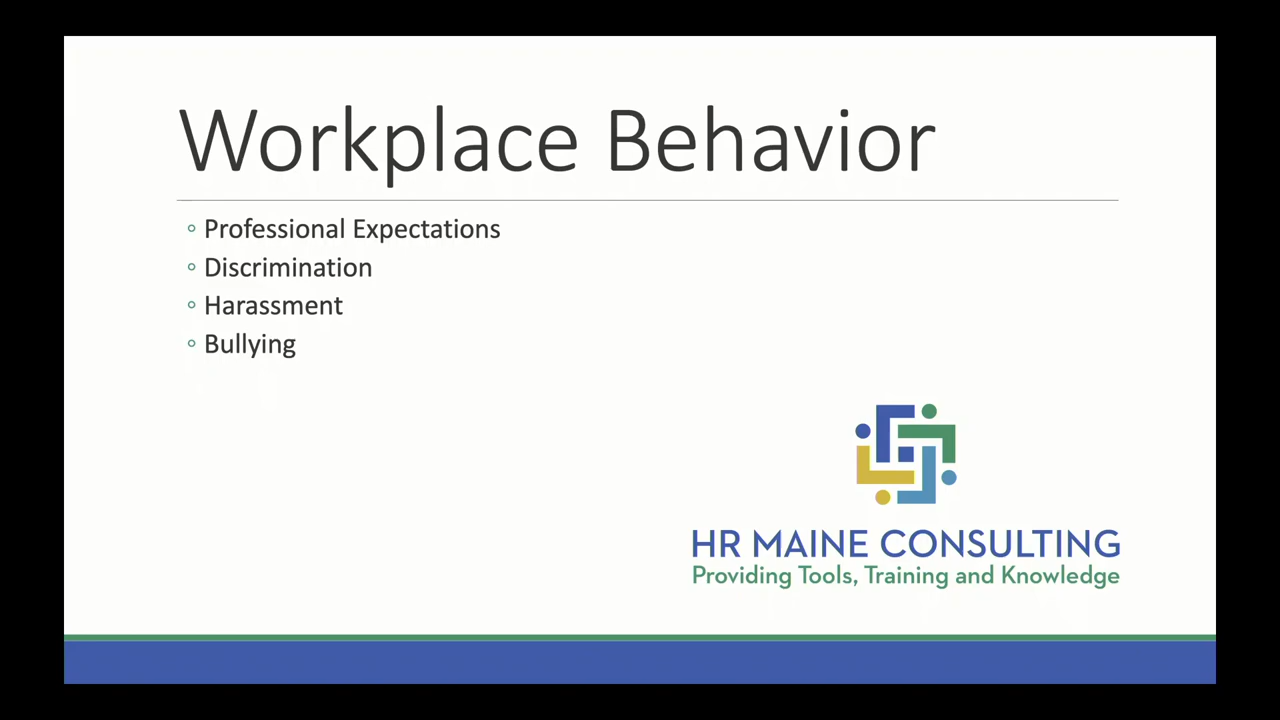 Workplace Behavior
◦ Professional Expectations
◦ Discrimination
◦ Harassment
◦ Bullying
HR MAINE CONSULTING
Providing Tools, Training and Knowledge